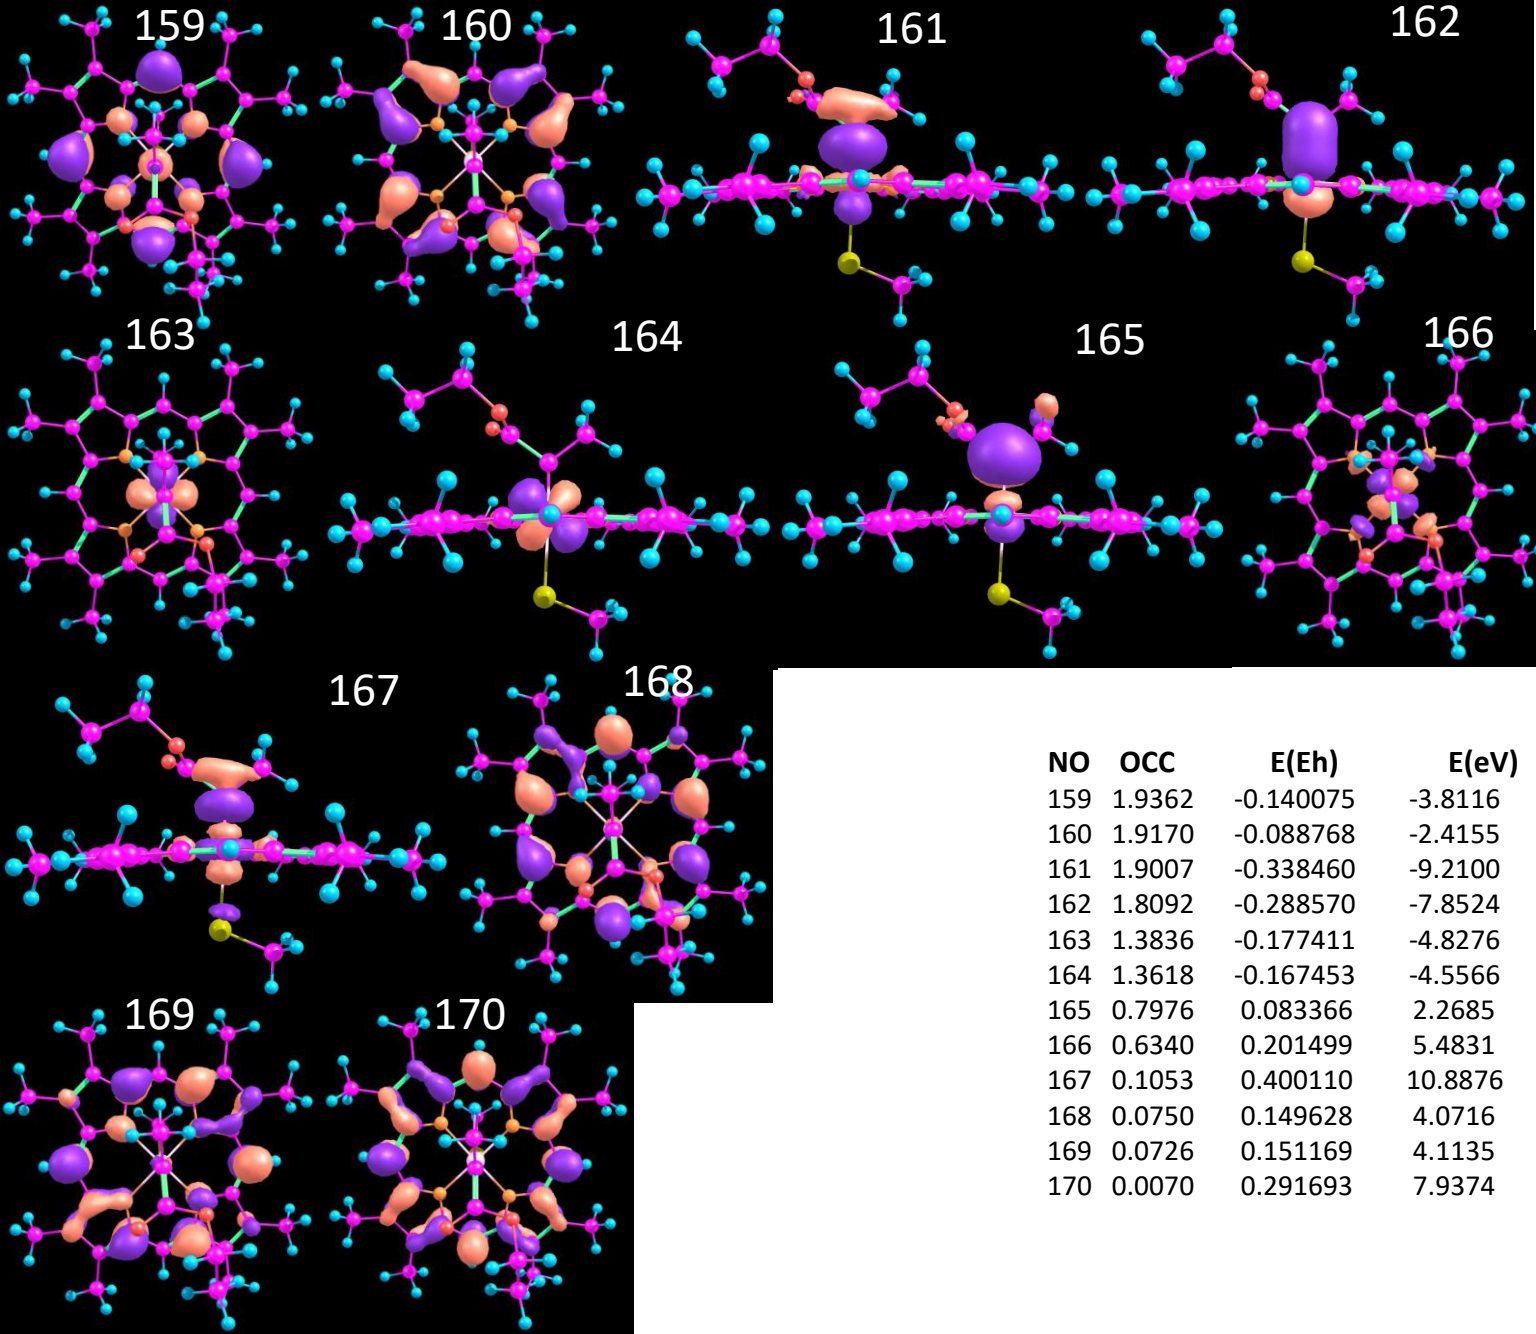 159 160 161 162
163 164 165 166
167 168
169 170
NO OCC E(Eh) E(eV)
159 1.9362 -0.140075 -3.8116
160 1.9170 -0.088768 -2.4155
161 1.9007 -0.338460 -9.2100
162 1.8092 -0.288570 -7.8524
163 1.3836 -0.177411 -4.8276
164 1.3618 -0.167453 -4.5566
165 0.7976 0.083366 2.2685
166 0.6340 0.201499 5.4831
167 0.1053 0.400110 10.8876
168 0.0750 0.149628 4.0716
169 0.0726 0.151169 4.1135
170 0.0070 0.291693 7.9374